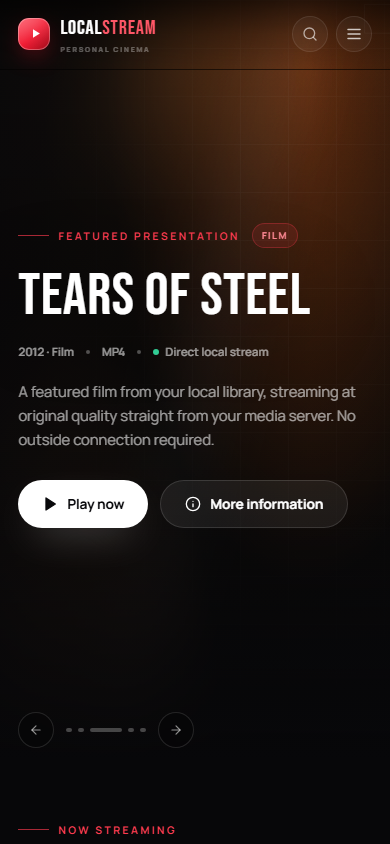 LOCALSTREAM
PERSONAL CINEMA
FEATURED PRESENTATION FILM
TEARS OF STEEL
2012 · Film • MP4 • Direct local stream
A featured film from your local library, streaming at
original quality straight from your media server. No
outside connection required.
Play now More information
NOW STREAMING